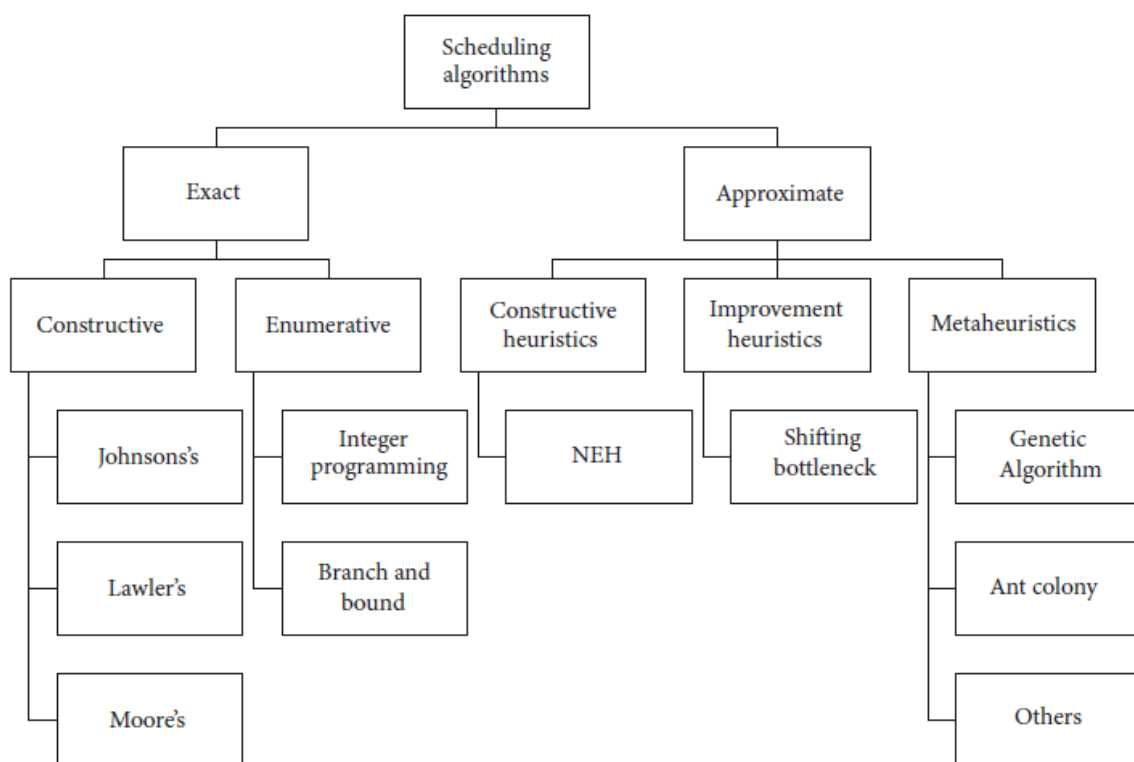 Scheduling
algorithms
Exact
Approximate
Constructive
Enumerative
Constructive
heuristics
Improvement
heuristics
Metaheuristics
Johnsons's
Integer
programming
NEH
Shifting
bottleneck
Genetic
Algorithm
Lawler's
Branch and
bound
Ant colony
Moore's
Others